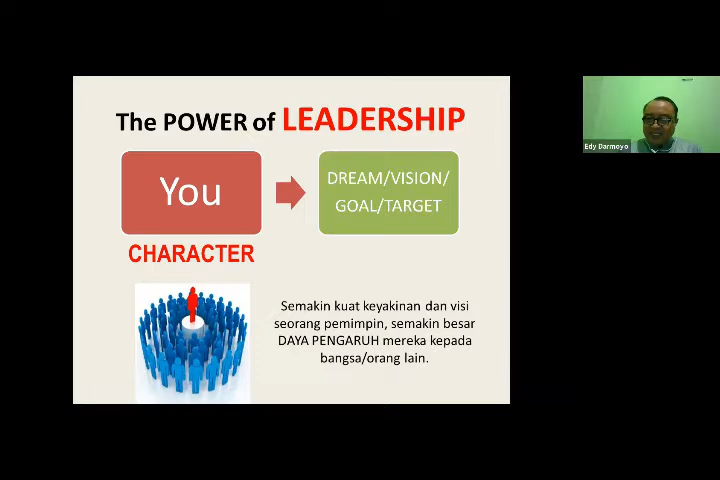 The POWER of LEADERSHIP
You
DREAM/VISION/
GOAL/TARGET
CHARACTER
Semakin kuat keyakinan dan visi
seorang pemimpin, semakin besar
DAYA PENGARUH mereka kepada
bangsa/orang lain.
Edy Darmoyo